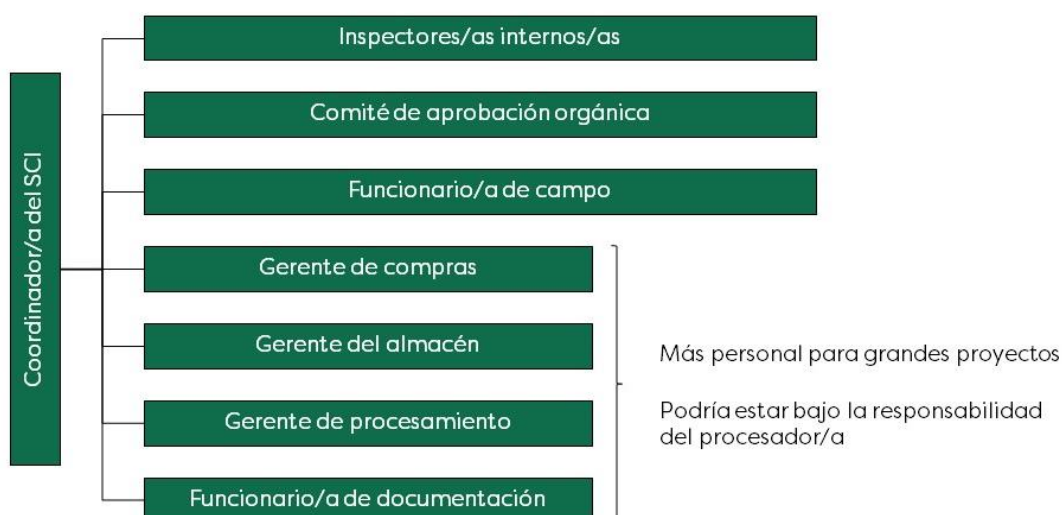 Coordinador/a del SCI
Inspectores/as internos/as
Comité de aprobación orgánica
Funcionario/a de campo
Gerente de compras
Gerente del almacén
Gerente de procesamiento
Funcionario/a de documentación
Más personal para grandes proyectos
Podría estar bajo la responsabilidad
del procesador/a